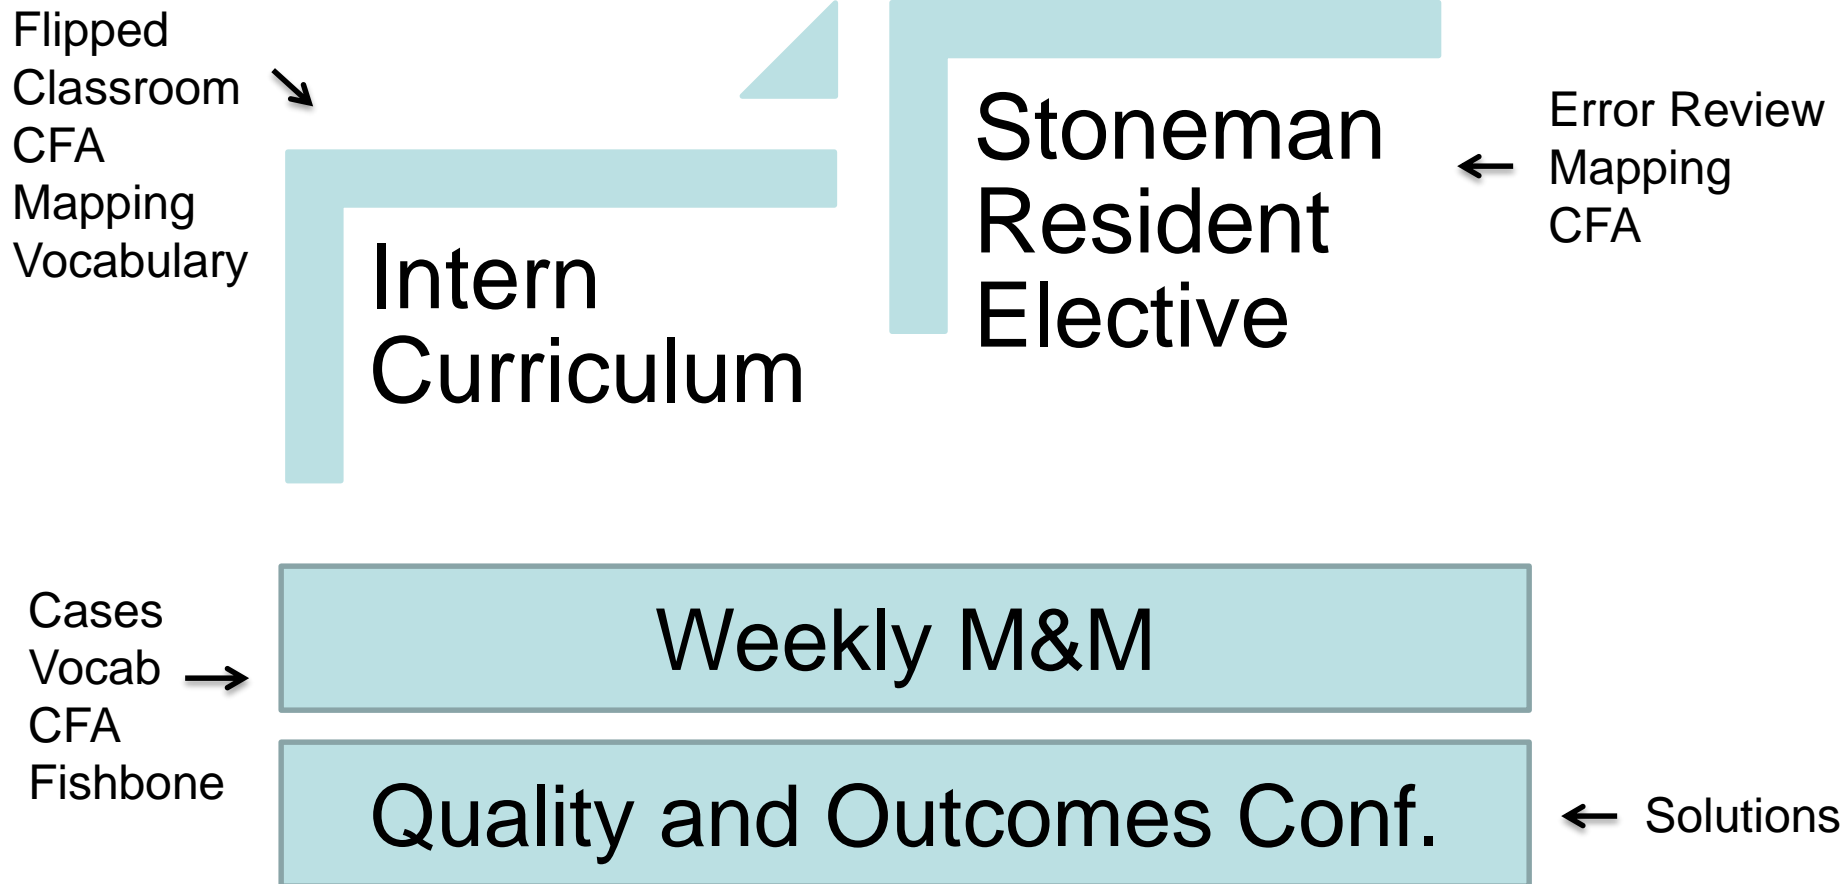 Flipped
Classroom
CFA
Mapping
Vocabulary
Intern
Curriculum
Stoneman
Resident
Elective
Error Review
Mapping
CFA
Cases
Vocab
CFA
Fishbone
Weekly M&M
Quality and Outcomes Conf.
Solutions